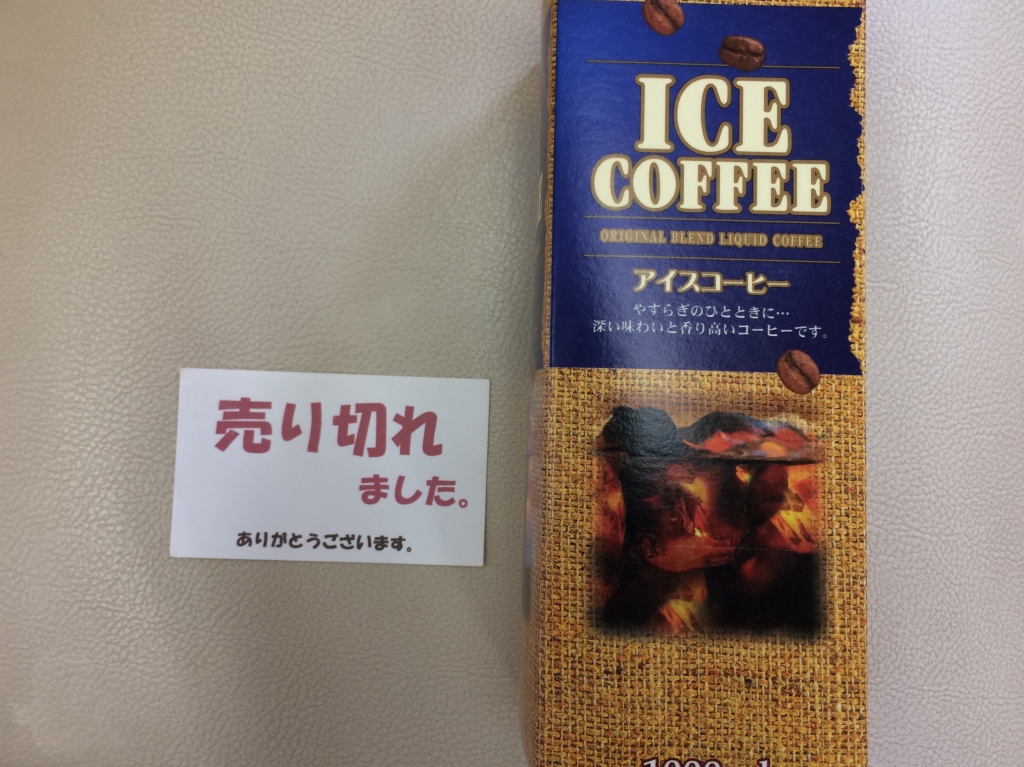 売り切れ
ました。
ありがとうございます。
ICE
COFFEE
ORIGINAL BLEND LIQUID COFFEE
アイスコーヒー
やすらぎのひとときに…
深い味わいと香り高いコーヒーです。